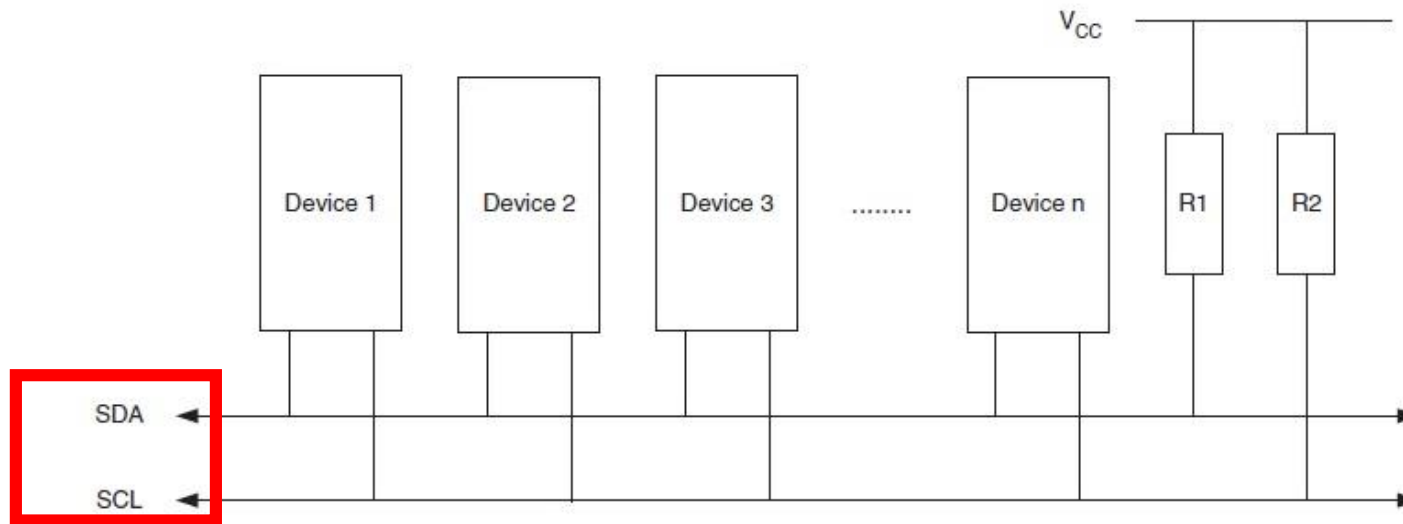 V_CC
Device 1 Device 2 Device 3 ........ Device n R1 R2
SDA
SCL